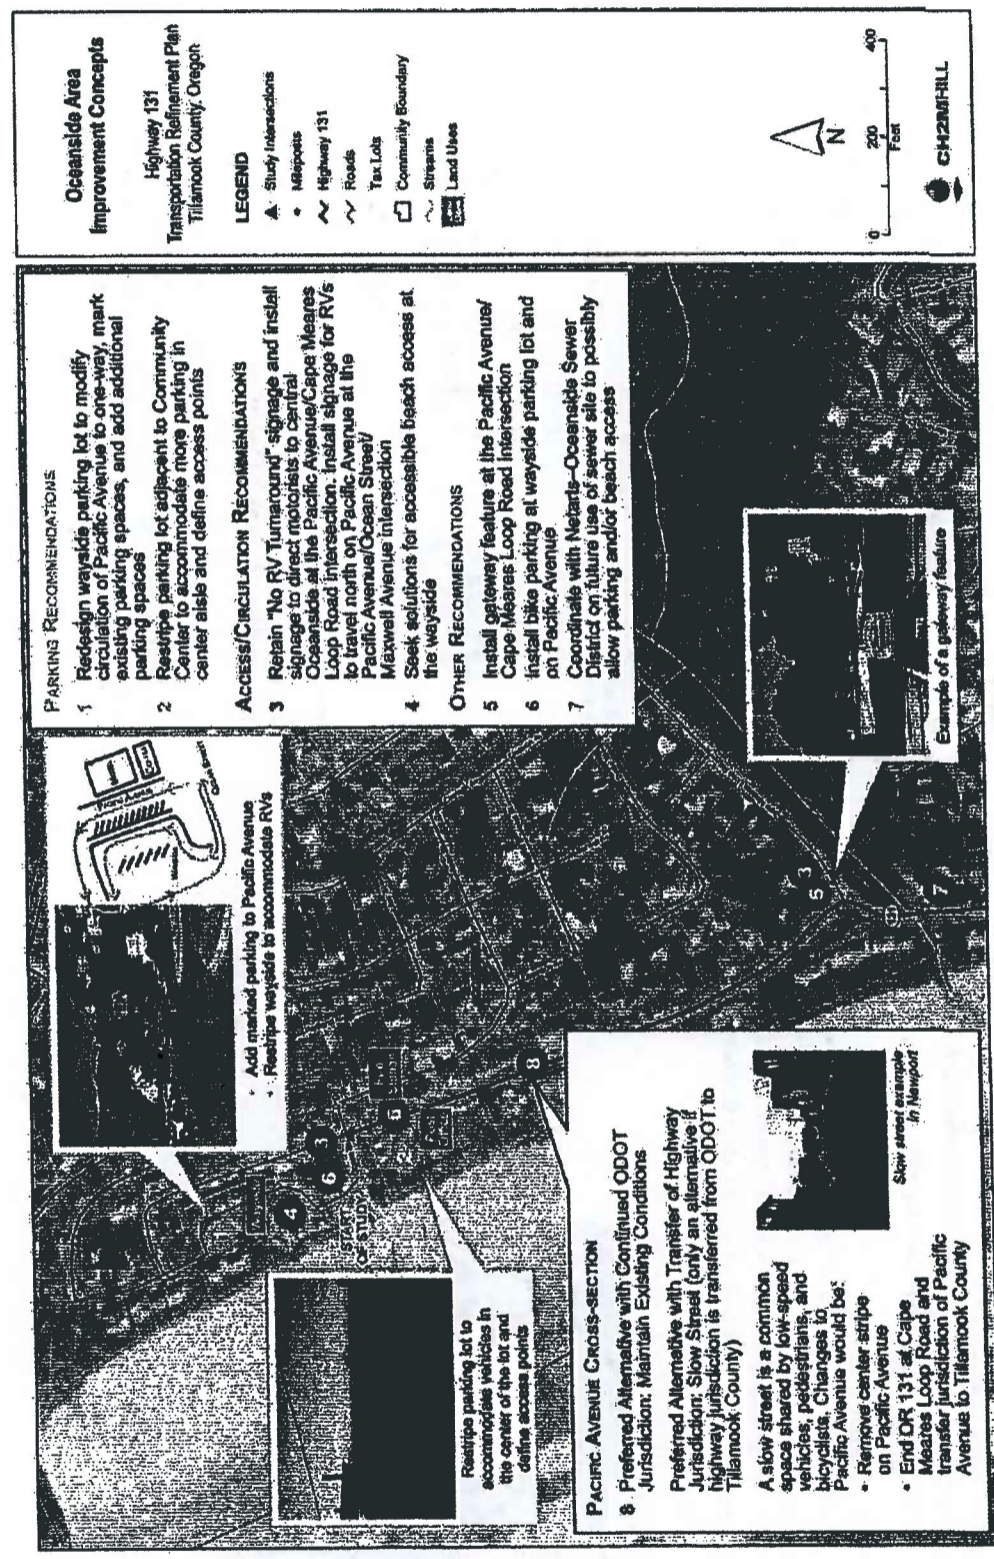 Oceanside Area
Improvement Concepts
Highway 131
Transportation Refinement Plan
Tillamook County, Oregon
LEGEND
Study Intersections
Mileposts
Highway 131
Roads
Tax Lots
Community Boundary
Streams
Land Uses
N
0 200 400
Feet
CH2MHILL
PARKING RECOMMENDATIONS
1 Redesign wayside parking lot to modify
circulation of Pacific Avenue to one-way, mark
existing parking spaces, and add additional
parking spaces
2 Restripe parking lot adjacent to Community
Center to accommodate more parking in
center aisle and define access points
ACCESS/CIRCULATION RECOMMENDATIONS
3 Retain "No RV Turnaround" signage and install
signage to direct motorists to central
Oceanside at the Pacific Avenue/Cape Meares
Loop Road Intersection: Install signage for RVs
to travel north on Pacific Avenue at the
Pacific Avenue/Ocean Street/
Maxwell Avenue intersection
4 Seek solutions for accessible beach access at
the wayside
OTHER RECOMMENDATIONS
5 Install gateway feature at the Pacific Avenue/
Cape Meares Loop Road Intersection
6 Install bike parking at wayside parking lot and
on Pacific Avenue
7 Coordinate with Netarts–Oceanside Sewer
District on future use of sewer site to possibly
allow parking and/or beach access
• Add marked parking to Pacific Avenue
• Restripe wayside to accommodate RVs
Example of a gateway feature
4
6
3
START
OF STUDY
2
6
8
5
3
7
Restripe parking lot to
accommodate vehicles in
the center of the lot and
define access points
PACIFIC AVENUE CROSS-SECTION
8 Preferred Alternative with Continued ODOT
Jurisdiction: Maintain Existing Conditions
Preferred Alternative with Transfer of Highway
Jurisdiction: Slow Street (only an alternative if
highway jurisdiction is transferred from ODOT to
Tillamook County)
A slow street is a common
space shared by low-speed
vehicles, pedestrians, and
bicyclists. Changes to
Pacific Avenue would be:
• Remove center stripe
on Pacific Avenue
• End OR 131 at Cape
Meares Loop Road and
transfer jurisdiction of Pacific
Avenue to Tillamook County
Slow street example
in Newport